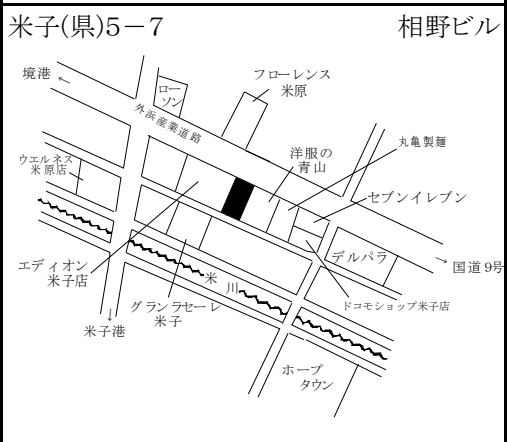 米子(県)5−7
相野ビル
境港
←
ロー
ソン
フローレンス
米原
外浜産業道路
洋服の
青山
丸亀製麺
ウエルネス
米原店
セブンイレブン
デルパラ
→
国道9号
エディオン
米子店
米川
グランラセーレ
米子
ドコモショップ米子店
↓
米子港
ホープ
タウン